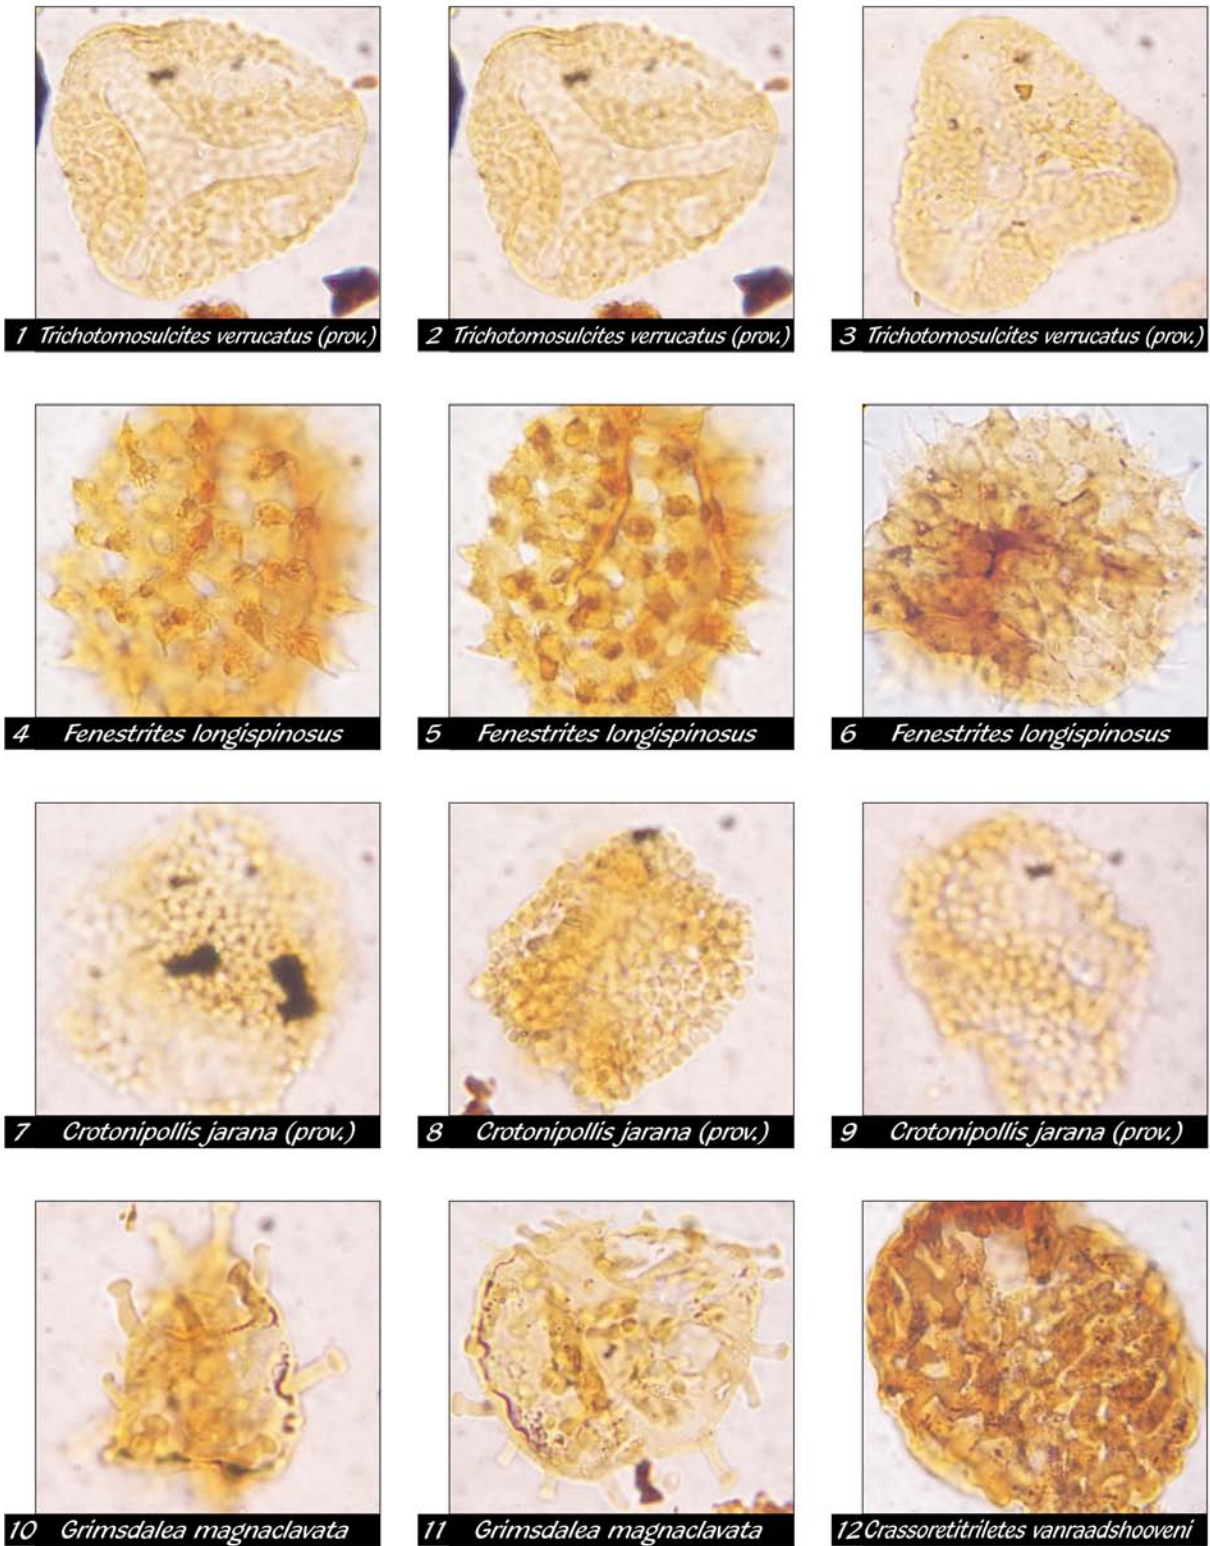 1 Trichotomosulcites verrucatus (prov.)
2 Trichotomosulcites verrucatus (prov.)
3 Trichotomosulcites verrucatus (prov.)
4 Fenestrites longispinosus
5 Fenestrites longispinosus
6 Fenestrites longispinosus
7 Crotonipollis jarana (prov.)
8 Crotonipollis jarana (prov.)
9 Crotonipollis jarana (prov.)
10 Grimsdalea magnaclavata
11 Grimsdalea magnaclavata
12 Crassoretitriletes vanraadshooveni